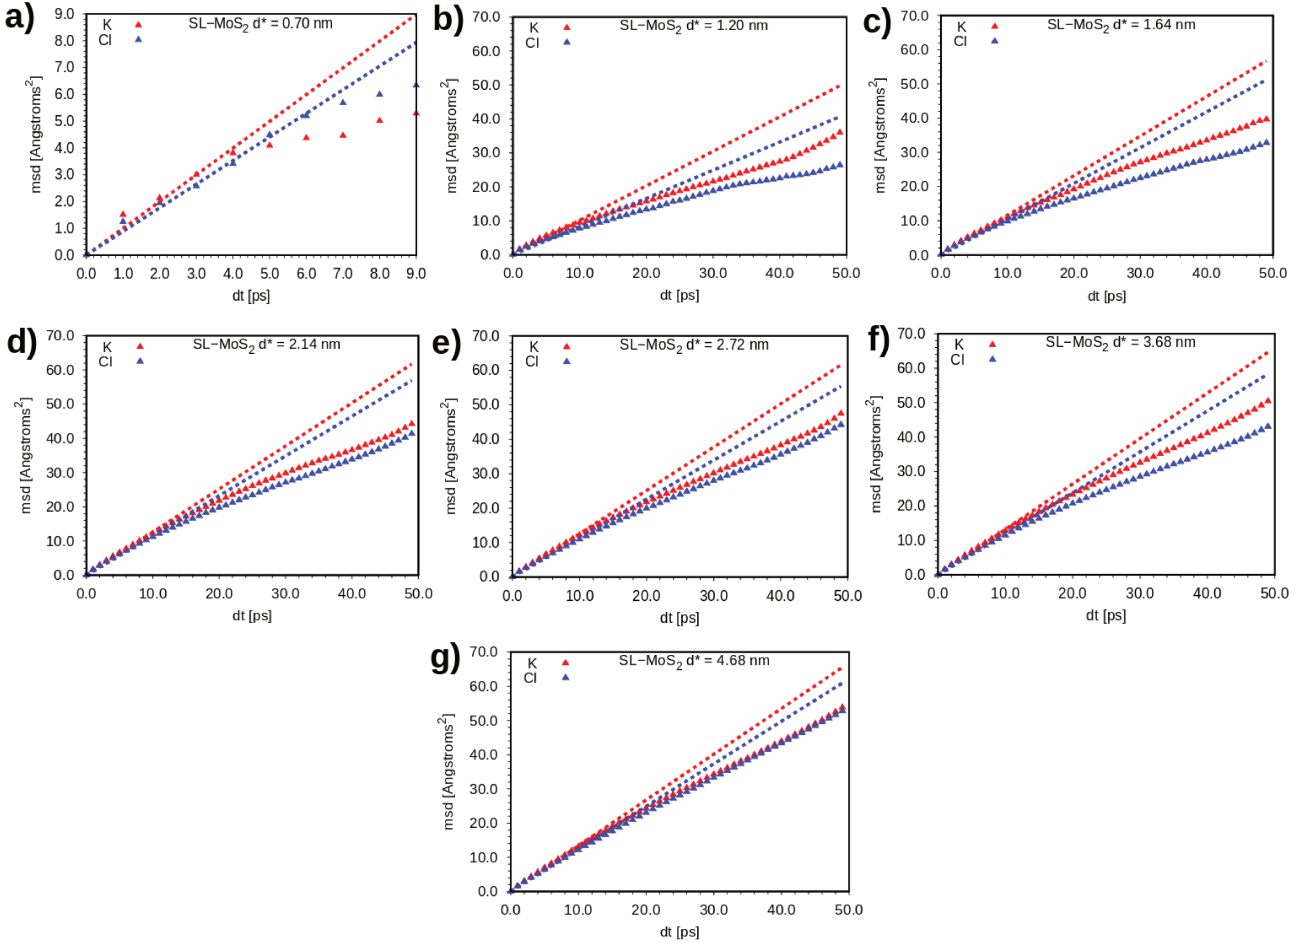 a)
SL−MoS2 d* = 0.70 nm
K
Cl
msd [Angstroms2]
9.0
8.0
7.0
6.0
5.0
4.0
3.0
2.0
1.0
0.0
0.0 1.0 2.0 3.0 4.0 5.0 6.0 7.0 8.0 9.0
dt [ps]
b)
SL−MoS2 d* = 1.20 nm
K
Cl
msd [Angstroms2]
70.0
60.0
50.0
40.0
30.0
20.0
10.0
0.0
0.0 10.0 20.0 30.0 40.0 50.0
dt [ps]
c)
SL−MoS2 d* = 1.64 nm
K
Cl
msd [Angstroms2]
70.0
60.0
50.0
40.0
30.0
20.0
10.0
0.0
0.0 10.0 20.0 30.0 40.0 50.0
dt [ps]
d)
SL−MoS2 d* = 2.14 nm
K
Cl
msd [Angstroms2]
70.0
60.0
50.0
40.0
30.0
20.0
10.0
0.0
0.0 10.0 20.0 30.0 40.0 50.0
dt [ps]
e)
SL−MoS2 d* = 2.72 nm
K
Cl
msd [Angstroms2]
70.0
60.0
50.0
40.0
30.0
20.0
10.0
0.0
0.0 10.0 20.0 30.0 40.0 50.0
dt [ps]
f)
SL−MoS2 d* = 3.68 nm
K
Cl
msd [Angstroms2]
70.0
60.0
50.0
40.0
30.0
20.0
10.0
0.0
0.0 10.0 20.0 30.0 40.0 50.0
dt [ps]
g)
SL−MoS2 d* = 4.68 nm
K
Cl
msd [Angstroms2]
70.0
60.0
50.0
40.0
30.0
20.0
10.0
0.0
0.0 10.0 20.0 30.0 40.0 50.0
dt [ps]